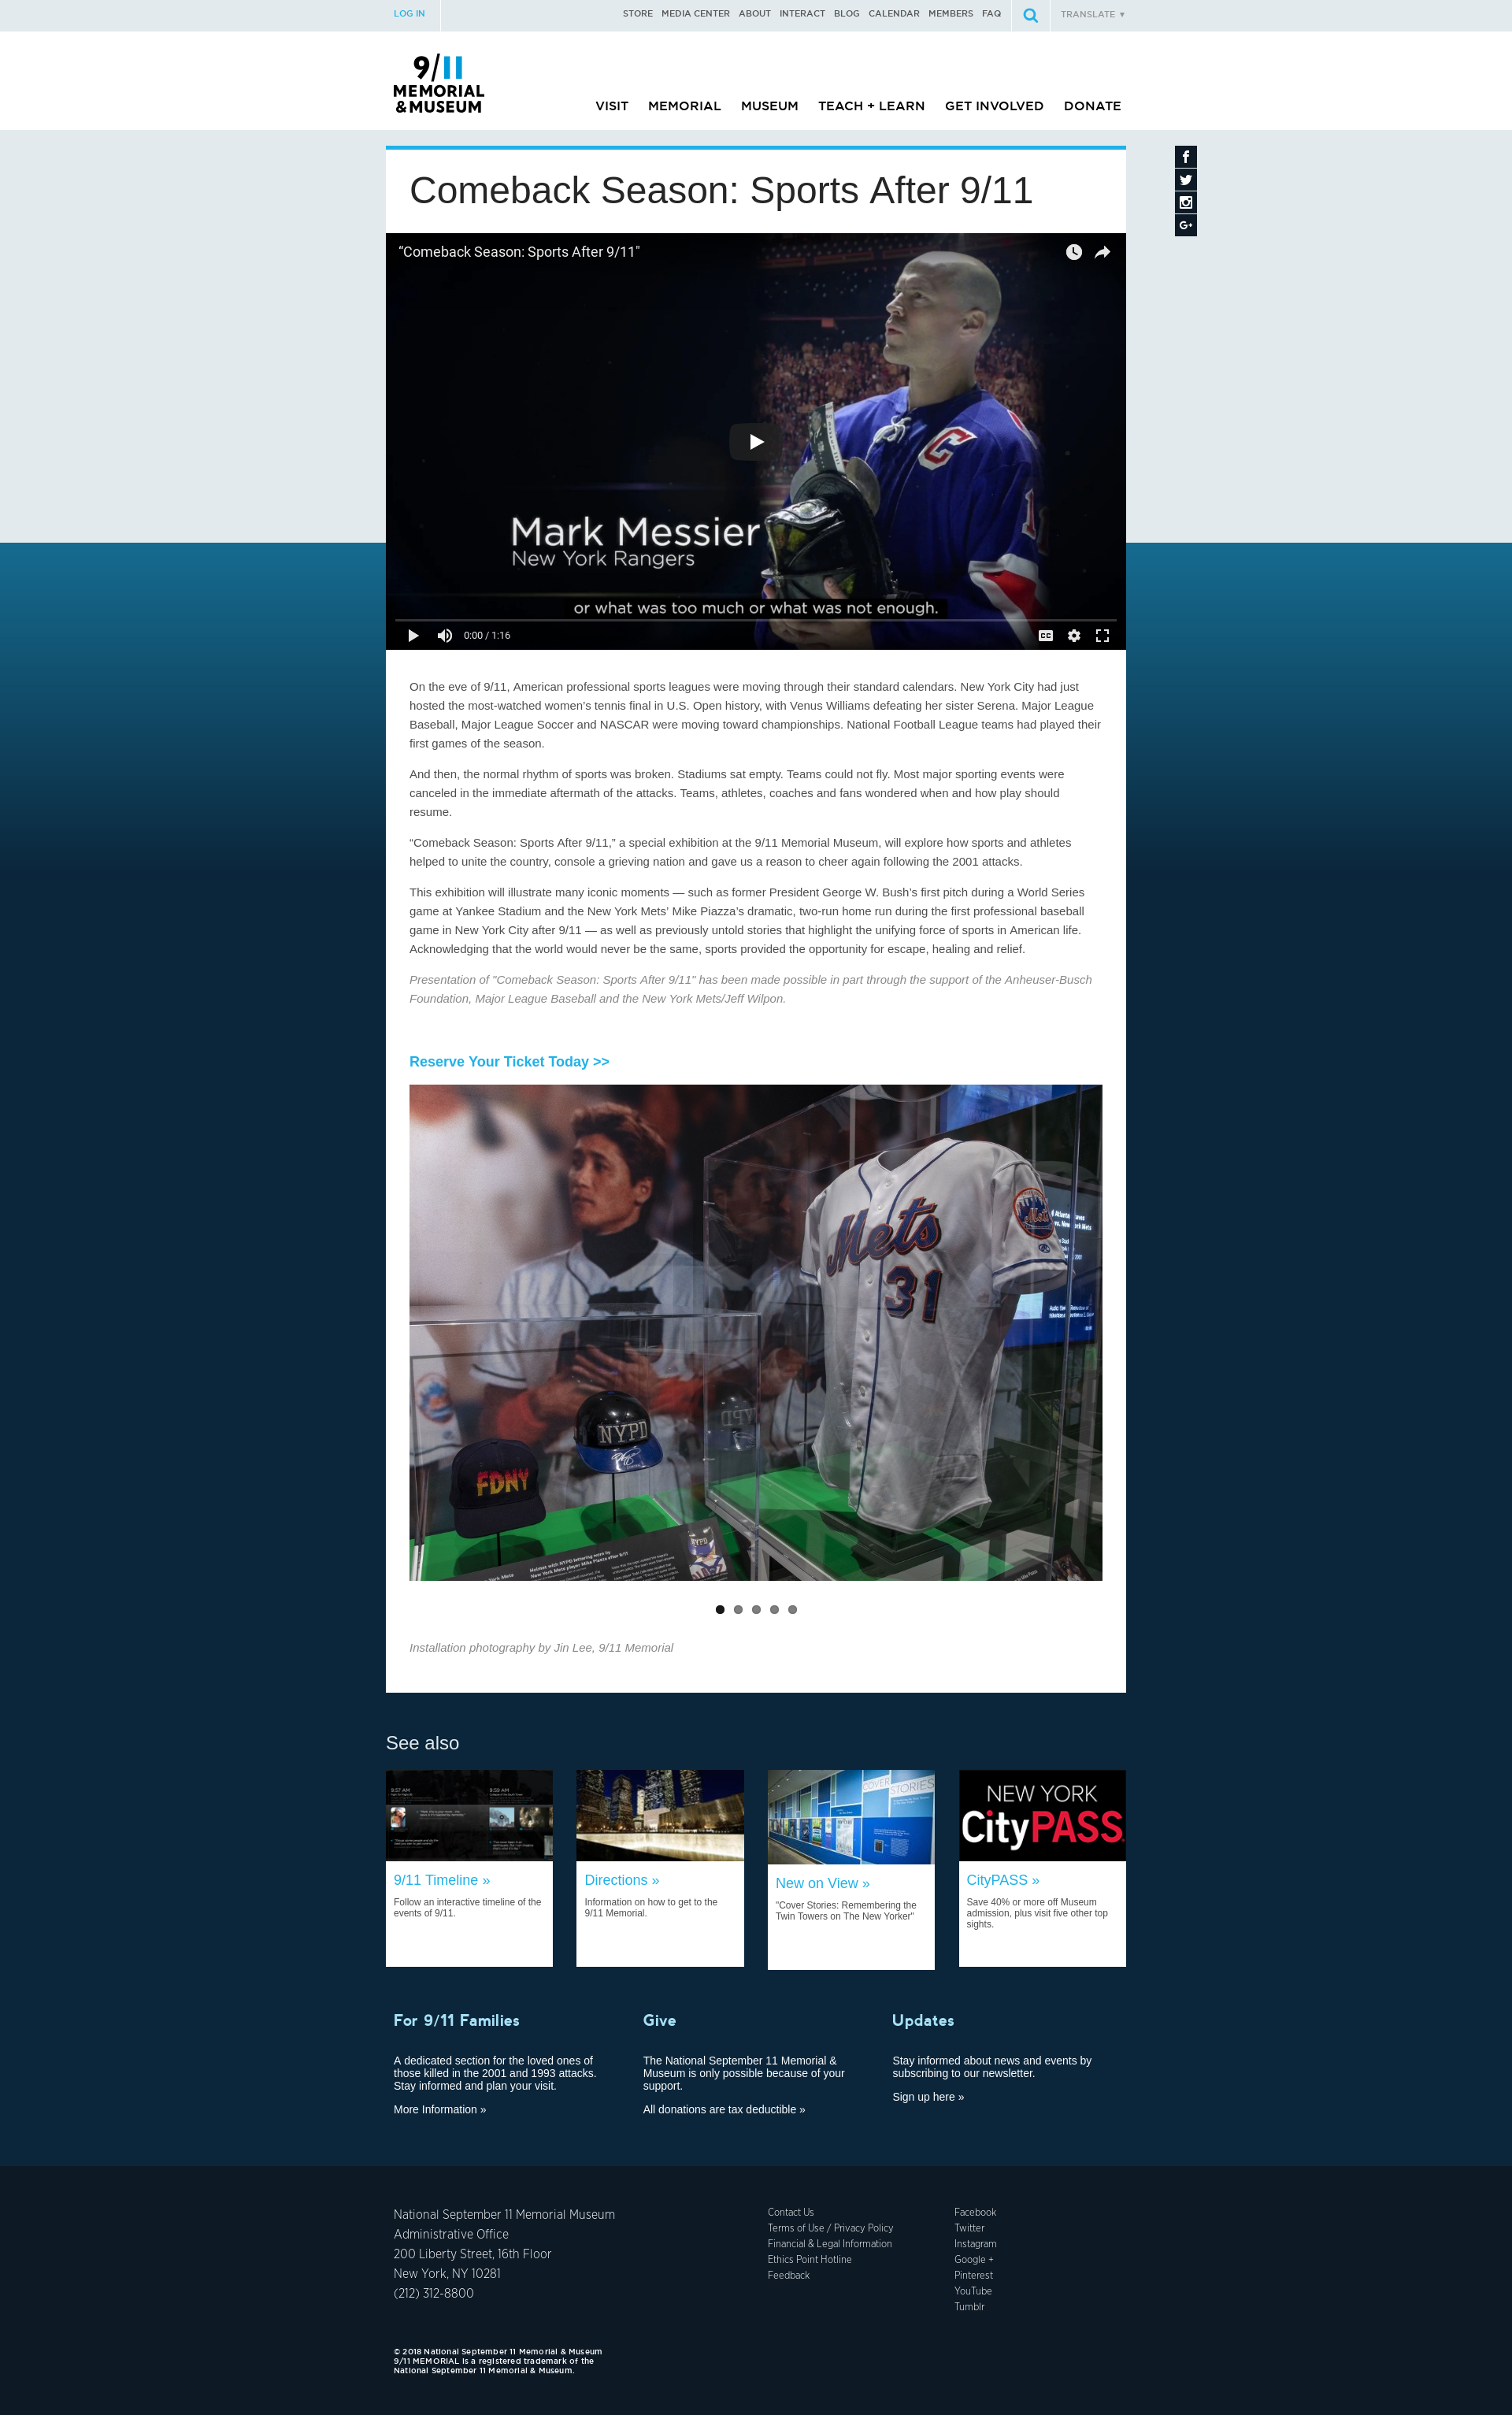 LOG IN
STORE MEDIA CENTER ABOUT INTERACT BLOG CALENDAR MEMBERS FAQ
TRANSLATE ▼
9/11
MEMORIAL
&MUSEUM
VISIT MEMORIAL MUSEUM TEACH + LEARN GET INVOLVED DONATE
Comeback Season: Sports After 9/11
“Comeback Season: Sports After 9/11"
C
Mark Messier
New York Rangers
or what was too much or what was not enough.
0:00 / 1:16
CC
On the eve of 9/11, American professional sports leagues were moving through their standard calendars. New York City had just
hosted the most-watched women’s tennis final in U.S. Open history, with Venus Williams defeating her sister Serena. Major League
Baseball, Major League Soccer and NASCAR were moving toward championships. National Football League teams had played their
first games of the season.
And then, the normal rhythm of sports was broken. Stadiums sat empty. Teams could not fly. Most major sporting events were
canceled in the immediate aftermath of the attacks. Teams, athletes, coaches and fans wondered when and how play should
resume.
“Comeback Season: Sports After 9/11,” a special exhibition at the 9/11 Memorial Museum, will explore how sports and athletes
helped to unite the country, console a grieving nation and gave us a reason to cheer again following the 2001 attacks.
This exhibition will illustrate many iconic moments — such as former President George W. Bush’s first pitch during a World Series
game at Yankee Stadium and the New York Mets’ Mike Piazza’s dramatic, two-run home run during the first professional baseball
game in New York City after 9/11 — as well as previously untold stories that highlight the unifying force of sports in American life.
Acknowledging that the world would never be the same, sports provided the opportunity for escape, healing and relief.
Presentation of "Comeback Season: Sports After 9/11" has been made possible in part through the support of the Anheuser-Busch
Foundation, Major League Baseball and the New York Mets/Jeff Wilpon.
Reserve Your Ticket Today >>
Mets
31
NYPD
FDNY
Installation photography by Jin Lee, 9/11 Memorial
See also
9:37 AM
9:59 AM
COVER STORIES
NEW YORK
CityPASS
9/11 Timeline »
Follow an interactive timeline of the
events of 9/11.
Directions »
Information on how to get to the
9/11 Memorial.
New on View »
"Cover Stories: Remembering the
Twin Towers on The New Yorker"
CityPASS »
Save 40% or more off Museum
admission, plus visit five other top
sights.
For 9/11 Families
A dedicated section for the loved ones of
those killed in the 2001 and 1993 attacks.
Stay informed and plan your visit.
More Information »
Give
The National September 11 Memorial &
Museum is only possible because of your
support.
All donations are tax deductible »
Updates
Stay informed about news and events by
subscribing to our newsletter.
Sign up here »
National September 11 Memorial Museum
Administrative Office
200 Liberty Street, 16th Floor
New York, NY 10281
(212) 312-8800
Contact Us
Terms of Use / Privacy Policy
Financial & Legal Information
Ethics Point Hotline
Feedback
Facebook
Twitter
Instagram
Google +
Pinterest
YouTube
Tumblr
© 2018 National September 11 Memorial & Museum
9/11 MEMORIAL is a registered trademark of the
National September 11 Memorial & Museum.